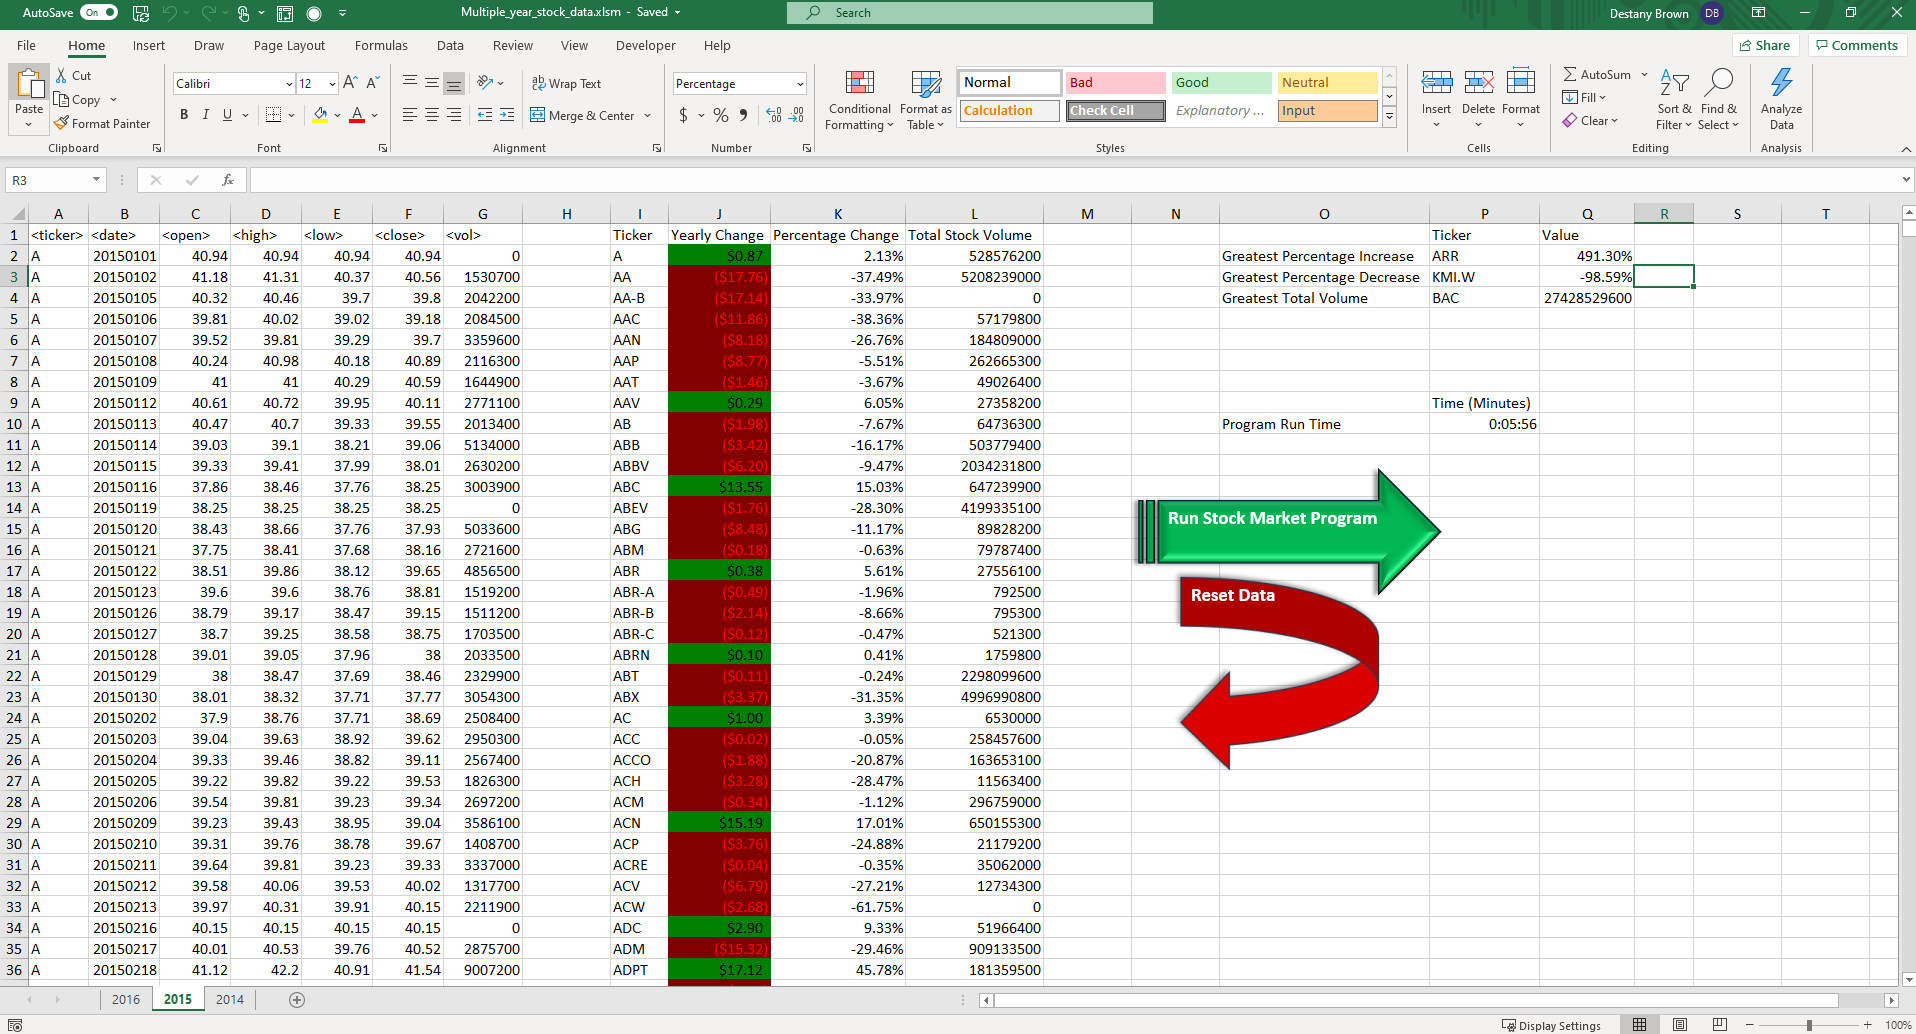 AutoSave On Multiple_year_stock_data.xlsm - Saved Search Destany Brown DB
File Home Insert Draw Page Layout Formulas Data Review View Developer Help Share Comments
Paste Cut Copy Format Painter Clipboard
Calibri 12 B I U A Font
Wrap Text Merge & Center Alignment
Percentage $ % Number
Conditional Formatting Format as Table Normal Bad Good Neutral Calculation Check Cell Explanatory ... Input Styles
Insert Delete Format Cells
AutoSum Fill Clear Sort & Filter Find & Select Editing
Analyze Data Analysis
R3 fx
A B C D E F G H I J K L M N O P Q R S T
1 <ticker> <date> <open> <high> <low> <close> <vol> Ticker Yearly Change Percentage Change Total Stock Volume Ticker Value
2 A 20150101 40.94 40.94 40.94 40.94 0 A $0.87 2.13% 528576200 Greatest Percentage Increase ARR 491.30%
3 A 20150102 41.18 41.31 40.37 40.56 1530700 AA ($17.76) -37.49% 5208239000 Greatest Percentage Decrease KMI.W -98.59%
4 A 20150105 40.32 40.46 39.7 39.8 2042200 AA-B ($17.14) -33.97% 0 Greatest Total Volume BAC 27428529600
5 A 20150106 39.81 40.02 39.02 39.18 2084500 AAC ($11.86) -38.36% 57179800
6 A 20150107 39.52 39.81 39.29 39.7 3359600 AAN ($8.18) -26.76% 184809000
7 A 20150108 40.24 40.98 40.18 40.89 2116300 AAP ($8.77) -5.51% 262665300
8 A 20150109 41 41 40.29 40.59 1644900 AAT ($1.46) -3.67% 49026400
9 A 20150112 40.61 40.72 39.95 40.11 2771100 AAV $0.29 6.05% 27358200 Time (Minutes)
10 A 20150113 40.47 40.7 39.33 39.55 2013400 AB ($1.98) -7.67% 64736300 Program Run Time 0:05:56
11 A 20150114 39.03 39.1 38.21 39.06 5134000 ABB ($3.42) -16.17% 503779400
12 A 20150115 39.33 39.41 37.99 38.01 2630200 ABBV ($6.20) -9.47% 2034231800
13 A 20150116 37.86 38.46 37.76 38.25 3003900 ABC $13.55 15.03% 647239900
14 A 20150119 38.25 38.25 38.25 38.25 0 ABEV ($1.76) -28.30% 4199335100
15 A 20150120 38.43 38.66 37.76 37.93 5033600 ABG ($8.48) -11.17% 89828200
16 A 20150121 37.75 38.41 37.68 38.16 2721600 ABM ($0.18) -0.63% 79787400
17 A 20150122 38.51 39.86 38.12 39.65 4856500 ABR $0.38 5.61% 27556100
18 A 20150123 39.6 39.6 38.76 38.81 1519200 ABR-A ($0.49) -1.96% 792500
19 A 20150126 38.79 39.17 38.47 39.15 1511200 ABR-B ($2.14) -8.66% 795300
20 A 20150127 38.7 39.25 38.58 38.75 1703500 ABR-C ($0.12) -0.47% 521300
21 A 20150128 39.01 39.05 37.96 38 2033500 ABRN $0.10 0.41% 1759800
22 A 20150129 38 38.47 37.69 38.46 2329900 ABT ($0.11) -0.24% 2298099600
23 A 20150130 38.01 38.32 37.71 37.77 3054300 ABX ($3.37) -31.35% 4996990800
24 A 20150202 37.9 38.76 37.71 38.69 2508400 AC $1.00 3.39% 6530000
25 A 20150203 39.04 39.63 38.92 39.62 2950300 ACC ($0.02) -0.05% 258457600
26 A 20150204 39.33 39.46 38.82 39.11 2567400 ACCO ($1.88) -20.87% 163653100
27 A 20150205 39.22 39.82 39.22 39.53 1826300 ACH ($3.28) -28.47% 11563400
28 A 20150206 39.54 39.81 39.23 39.34 2697200 ACM ($0.34) -1.12% 296759000
29 A 20150209 39.23 39.43 38.95 39.04 3586100 ACN $15.19 17.01% 650155300
30 A 20150210 39.31 39.76 38.78 39.67 1408700 ACP ($3.76) -24.88% 21179200
31 A 20150211 39.64 39.81 39.23 39.33 3337000 ACRE ($0.04) -0.35% 35062000
32 A 20150212 39.58 40.06 39.53 40.02 1317700 ACV ($6.79) -27.21% 12734300
33 A 20150213 39.97 40.31 39.91 40.15 2211900 ACW ($2.68) -61.75% 0
34 A 20150216 40.15 40.15 40.15 40.15 0 ADC $2.90 9.33% 51966400
35 A 20150217 40.01 40.53 39.76 40.52 2875700 ADM ($15.32) -29.46% 909133500
36 A 20150218 41.12 42.2 40.91 41.54 9007200 ADPT $17.12 45.78% 181359500
Run Stock Market Program
Reset Data
2016 2015 2014
Display Settings 100%